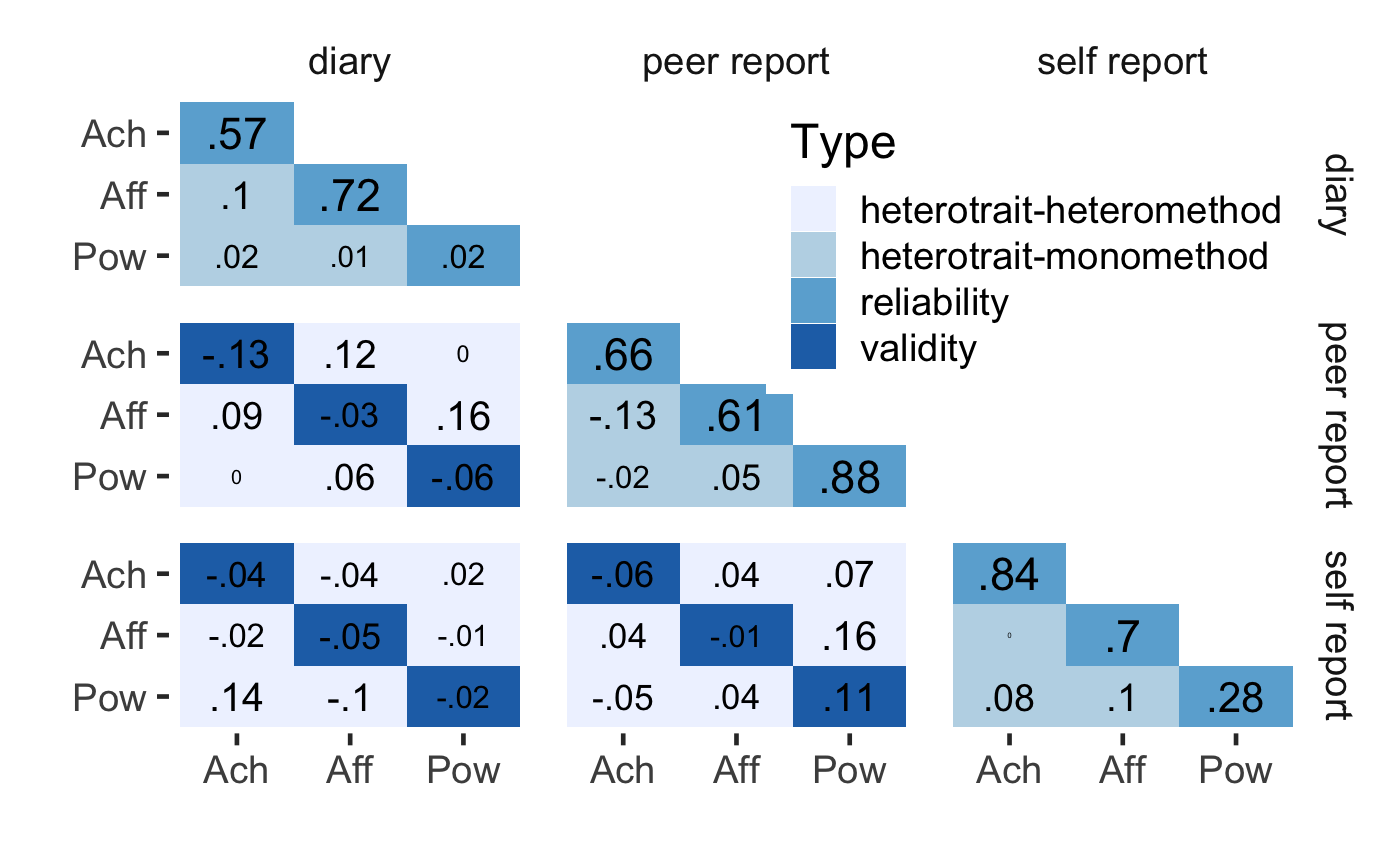 diary peer report self report
Ach .57
Aff .1 .72
Pow .02 .01 .02
diary
Type
heterotrait-heteromethod
heterotrait-monomethod
reliability
validity
Ach -.13 .12 0 .66
Aff .09 -.03 .16 -.13 .61
Pow 0 .06 -.06 -.02 .05 .88
peer report
Ach -.04 -.04 .02 -.06 .04 .07 .84
Aff -.02 -.05 -.01 .04 -.01 .16 0 .7
Pow .14 -.1 -.02 -.05 .04 .11 .08 .1 .28
self report
Ach Aff Pow Ach Aff Pow Ach Aff Pow